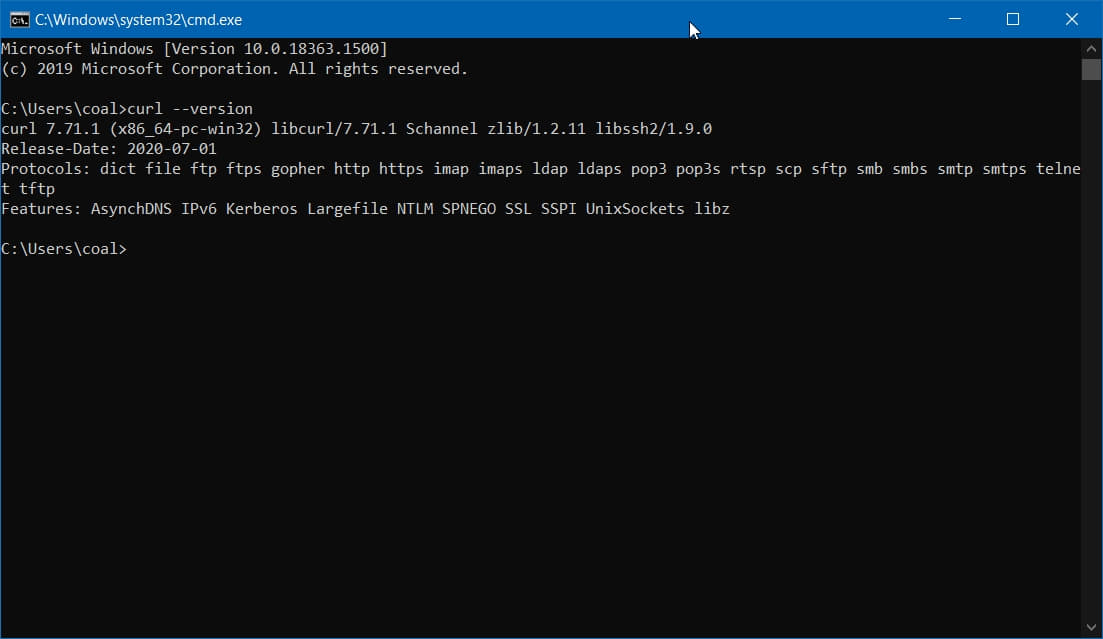 C:\Windows\system32\cmd.exe
Microsoft Windows [Version 10.0.18363.1500]
(c) 2019 Microsoft Corporation. All rights reserved.
C:\Users\coal>curl --version
curl 7.71.1 (x86_64-pc-win32) libcurl/7.71.1 Schannel zlib/1.2.11 libssh2/1.9.0
Release-Date: 2020-07-01
Protocols: dict file ftp ftps gopher http https imap imaps ldap ldaps pop3 pop3s rtsp scp sftp smb smbs smtp smtps telne
t tftp
Features: AsynchDNS IPv6 Kerberos Largefile NTLM SPNEGO SSL SSPI UnixSockets libz
C:\Users\coal>